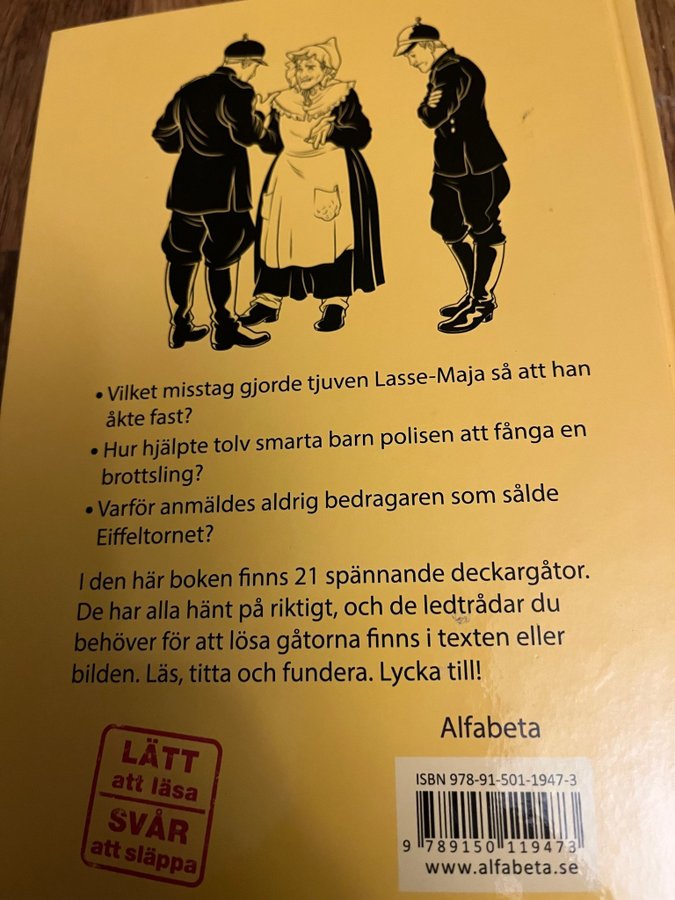 • Vilket misstag gjorde tjuven Lasse-Maja så att han
åkte fast?
• Hur hjälpte tolv smarta barn polisen att fånga en
brottsling?
• Varför anmäldes aldrig bedragaren som sålde
Eiffeltornet?
I den här boken finns 21 spännande deckargåtor.
De har alla hänt på riktigt, och de ledtrådar du
behöver för att lösa gåtorna finns i texten eller
bilden. Läs, titta och fundera. Lycka till!
Alfabeta
LÄTT
att läsa
SVÅR
att släppa
ISBN 978-91-501-1947-3
9 789150 119473
www.alfabeta.se